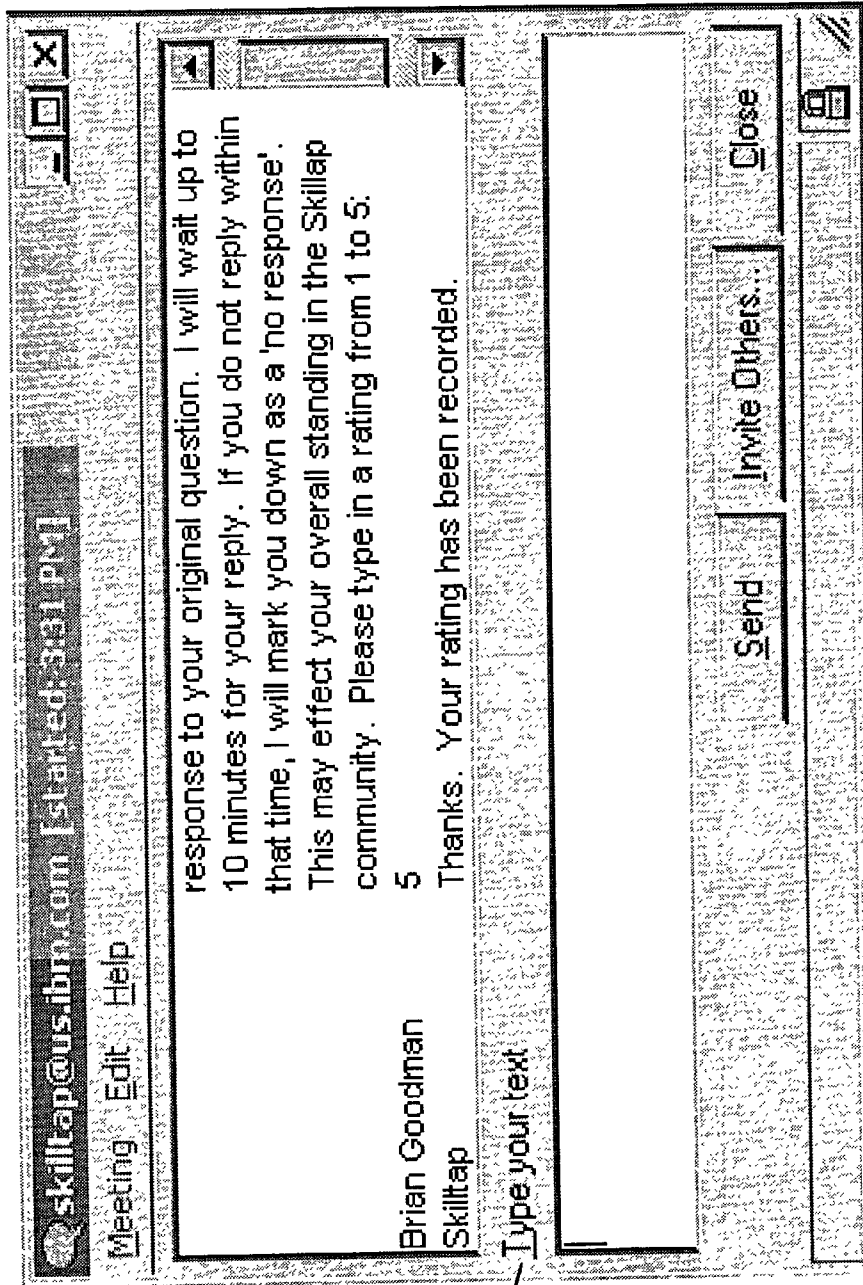 skilltap@us.ibm.com [started: 3:31 PM]
Meeting Edit Help
response to your original question. I will wait up to
10 minutes for your reply. If you do not reply within
that time, I will mark you down as a 'no response'.
This may effect your overall standing in the Skillap
community. Please type in a rating from 1 to 5:
Brian Goodman 5
Skilltap Thanks. Your rating has been recorded.
Type your text
Send Invite Others... Close